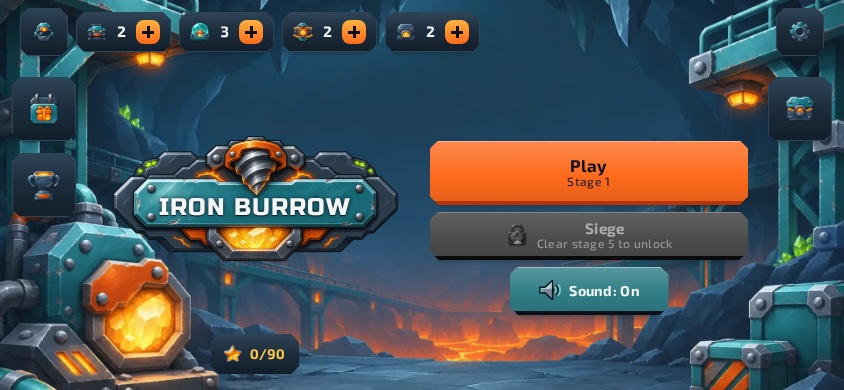 2
3
2
2
IRON BURROW
Play
Stage 1
Siege
Clear stage 5 to unlock
Sound: On
0/90